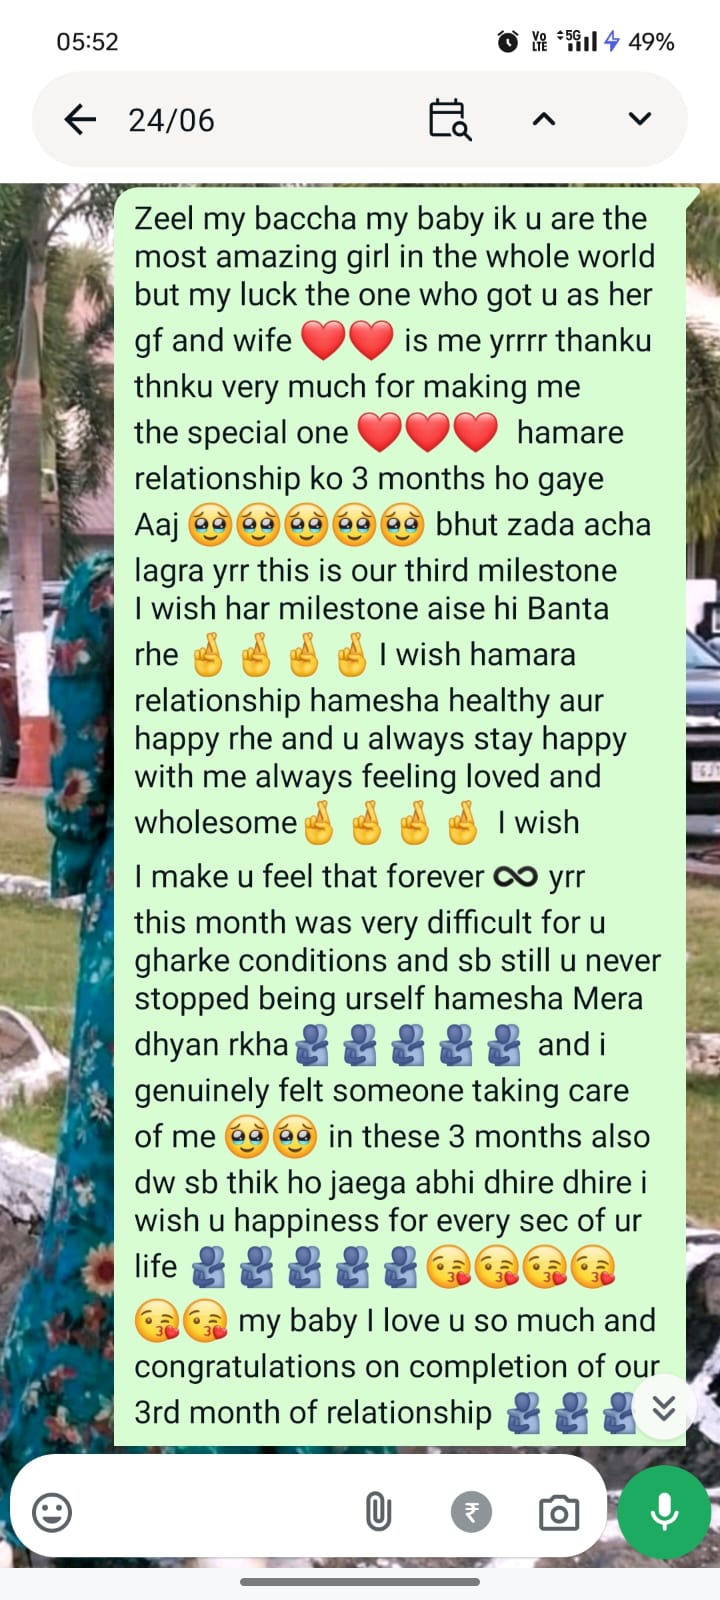 05:52
Vo LTE 5G 49%
24/06
Zeel my baccha my baby ik u are the
most amazing girl in the whole world
but my luck the one who got u as her
gf and wife ❤️❤️ is me yrrrr thanku
thnku very much for making me
the special one ❤️❤️❤️ hamare
relationship ko 3 months ho gaye
Aaj 🥹🥹🥹🥹🥹 bhut zada acha
lagra yrr this is our third milestone
I wish har milestone aise hi Banta
rhe 🤞🤞🤞🤞 I wish hamara
relationship hamesha healthy aur
happy rhe and u always stay happy
with me always feeling loved and
wholesome🤞🤞🤞🤞 I wish
I make u feel that forever ♾️ yrr
this month was very difficult for u
gharke conditions and sb still u never
stopped being urself hamesha Mera
dhyan rkha🫂🫂🫂🫂🫂 and i
genuinely felt someone taking care
of me 🥹🥹 in these 3 months also
dw sb thik ho jaega abhi dhire dhire i
wish u happiness for every sec of ur
life 🫂🫂🫂🫂🫂😘😘😘😘
😘😘 my baby I love u so much and
congratulations on completion of our
3rd month of relationship 🫂🫂🫂
₹